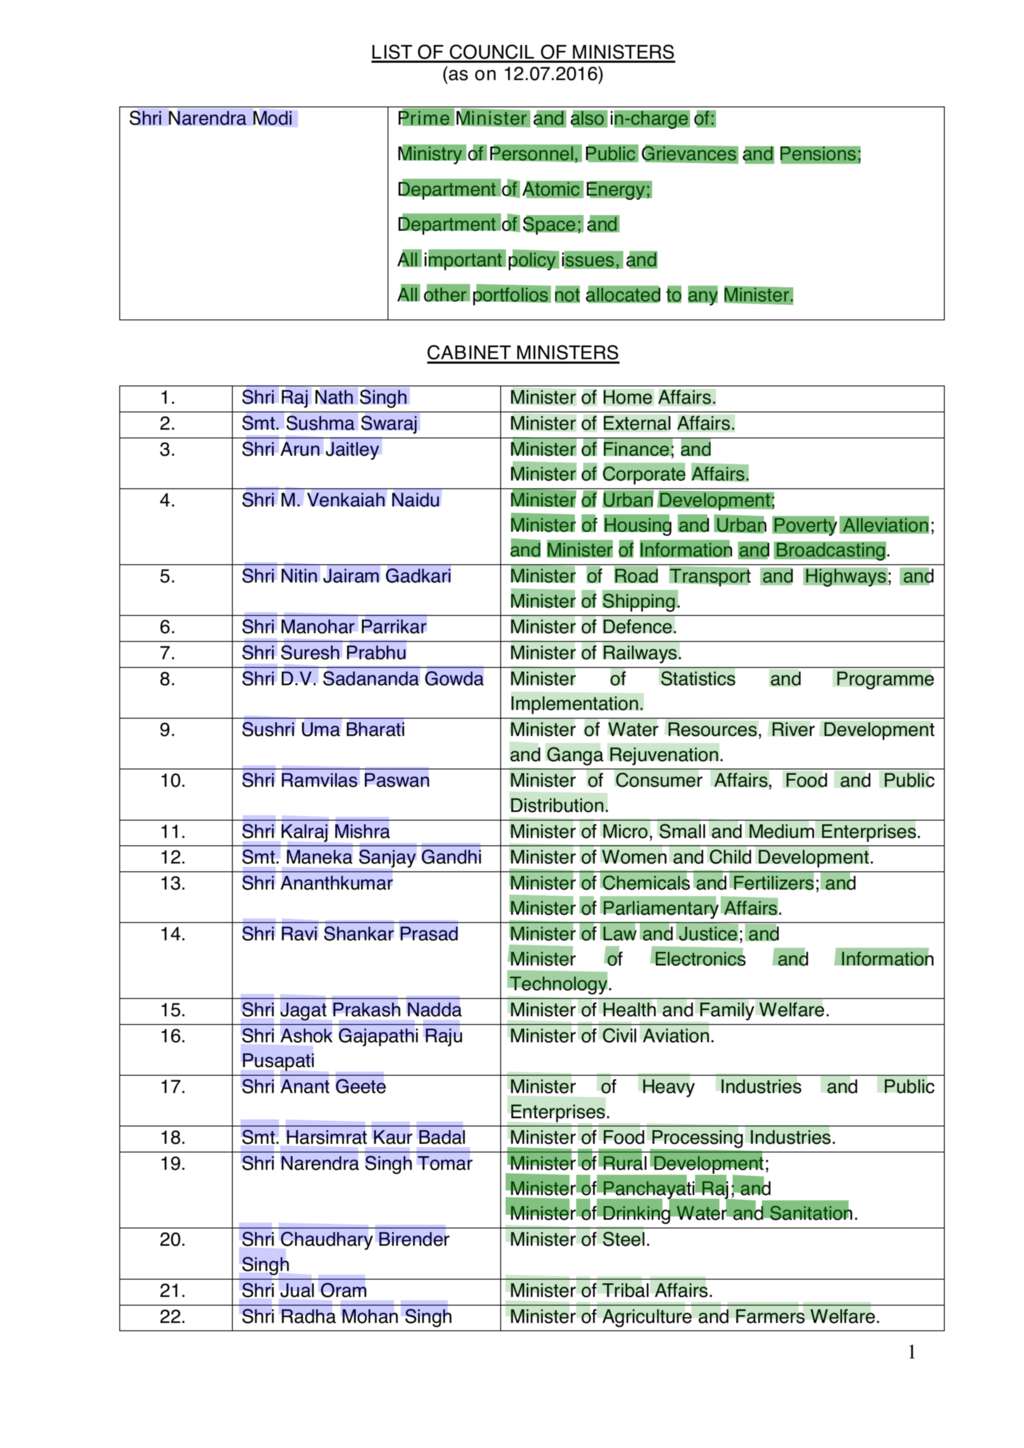 LIST OF COUNCIL OF MINISTERS
(as on 12.07.2016)
Shri Narendra Modi Prime Minister and also in-charge of:
Ministry of Personnel, Public Grievances and Pensions;
Department of Atomic Energy;
Department of Space; and
All important policy issues, and
All other portfolios not allocated to any Minister.
CABINET MINISTERS
1. Shri Raj Nath Singh Minister of Home Affairs.
2. Smt. Sushma Swaraj Minister of External Affairs.
3. Shri Arun Jaitley Minister of Finance; and
Minister of Corporate Affairs.
4. Shri M. Venkaiah Naidu Minister of Urban Development;
Minister of Housing and Urban Poverty Alleviation;
and Minister of Information and Broadcasting.
5. Shri Nitin Jairam Gadkari Minister of Road Transport and Highways; and
Minister of Shipping.
6. Shri Manohar Parrikar Minister of Defence.
7. Shri Suresh Prabhu Minister of Railways.
8. Shri D.V. Sadananda Gowda Minister of Statistics and Programme
Implementation.
9. Sushri Uma Bharati Minister of Water Resources, River Development
and Ganga Rejuvenation.
10. Shri Ramvilas Paswan Minister of Consumer Affairs, Food and Public
Distribution.
11. Shri Kalraj Mishra Minister of Micro, Small and Medium Enterprises.
12. Smt. Maneka Sanjay Gandhi Minister of Women and Child Development.
13. Shri Ananthkumar Minister of Chemicals and Fertilizers; and
Minister of Parliamentary Affairs.
14. Shri Ravi Shankar Prasad Minister of Law and Justice; and
Minister of Electronics and Information
Technology.
15. Shri Jagat Prakash Nadda Minister of Health and Family Welfare.
16. Shri Ashok Gajapathi Raju Minister of Civil Aviation.
Pusapati
17. Shri Anant Geete Minister of Heavy Industries and Public
Enterprises.
18. Smt. Harsimrat Kaur Badal Minister of Food Processing Industries.
19. Shri Narendra Singh Tomar Minister of Rural Development;
Minister of Panchayati Raj; and
Minister of Drinking Water and Sanitation.
20. Shri Chaudhary Birender Minister of Steel.
Singh
21. Shri Jual Oram Minister of Tribal Affairs.
22. Shri Radha Mohan Singh Minister of Agriculture and Farmers Welfare.
1